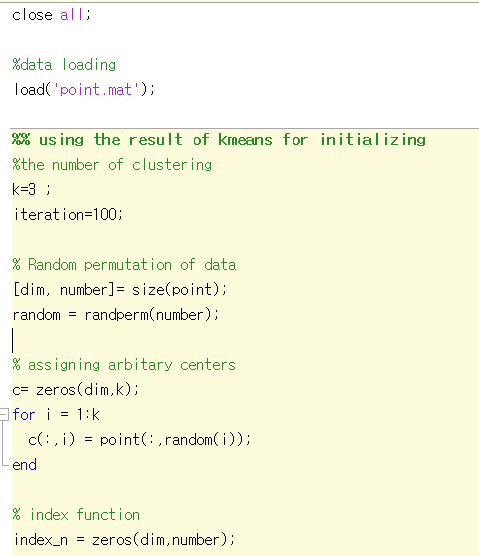 close all;
%data loading
load('point.mat');
%% using the result of kmeans for initializing
%the number of clustering
k=3 ;
iteration=100;
% Random permutation of data
[dim, number]= size(point);
random = randperm(number);
% assigning arbitary centers
c= zeros(dim,k);
for i = 1:k
c(:,i) = point(:,random(i));
end
% index function
index_n = zeros(dim,number);